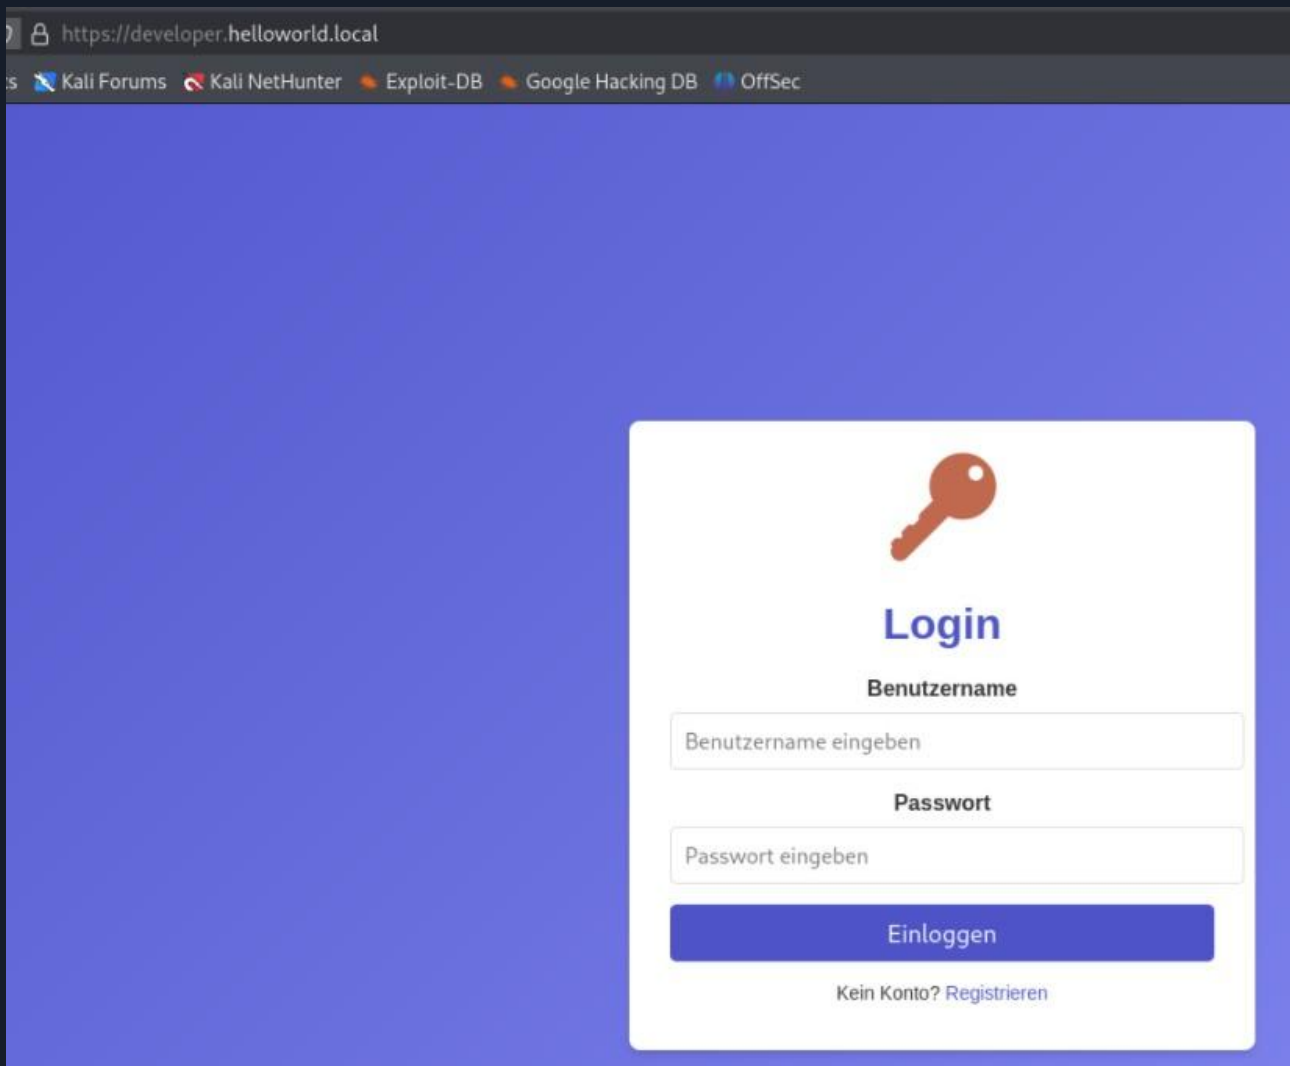 https://developer.helloworld.local
Kali Forums Kali NetHunter Exploit-DB Google Hacking DB OffSec
Login
Benutzername
Benutzername eingeben
Passwort
Passwort eingeben
Einloggen
Kein Konto? Registrieren